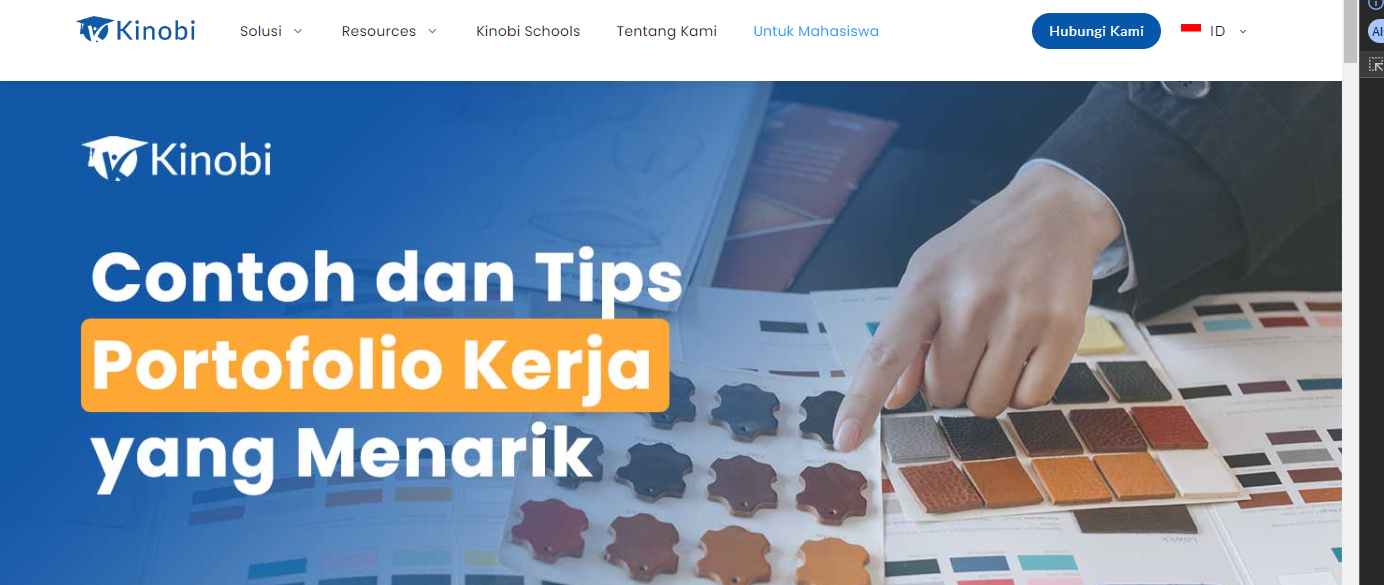 Kinobi
Solusi
Resources
Kinobi Schools
Tentang Kami
Untuk Mahasiswa
Hubungi Kami
ID
Kinobi
Contoh dan Tips
Portofolio Kerja
yang Menarik